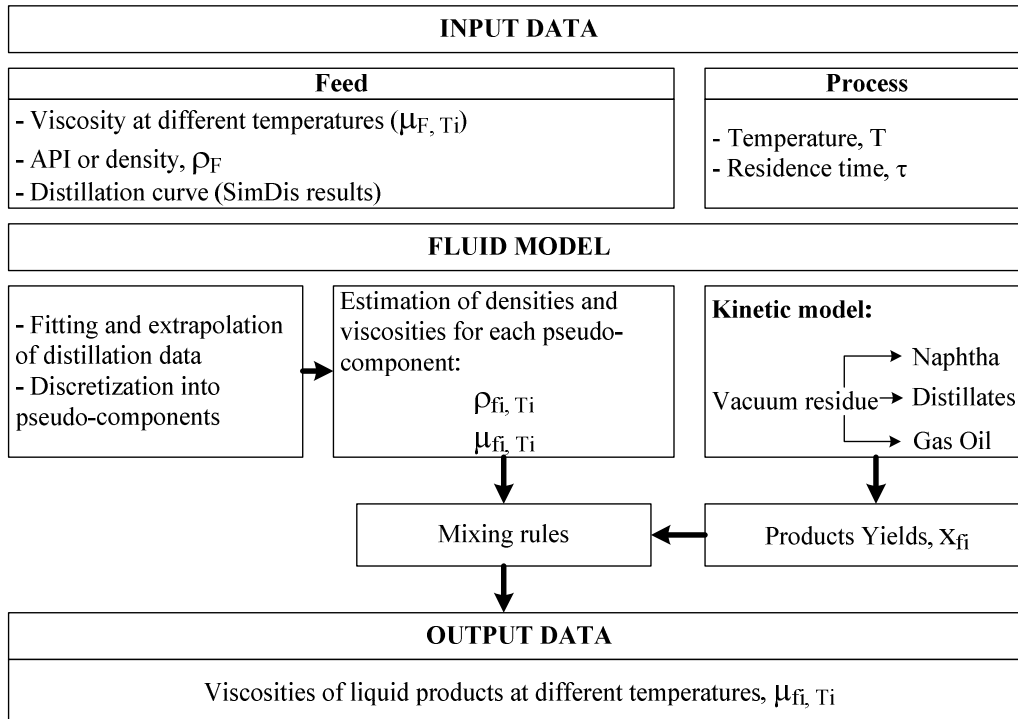 INPUT DATA
Feed
- Viscosity at different temperatures (μF, Ti)
- API or density, ρF
- Distillation curve (SimDis results)
Process
- Temperature, T
- Residence time, τ
FLUID MODEL
- Fitting and extrapolation
of distillation data
- Discretization into
pseudo-components
Estimation of densities and
viscosities for each pseudo-
component:
ρfi, Ti
μfi, Ti
Kinetic model:
Naphtha
Vacuum residue
Distillates
Gas Oil
Mixing rules
Products Yields, Xfi
OUTPUT DATA
Viscosities of liquid products at different temperatures, μfi, Ti